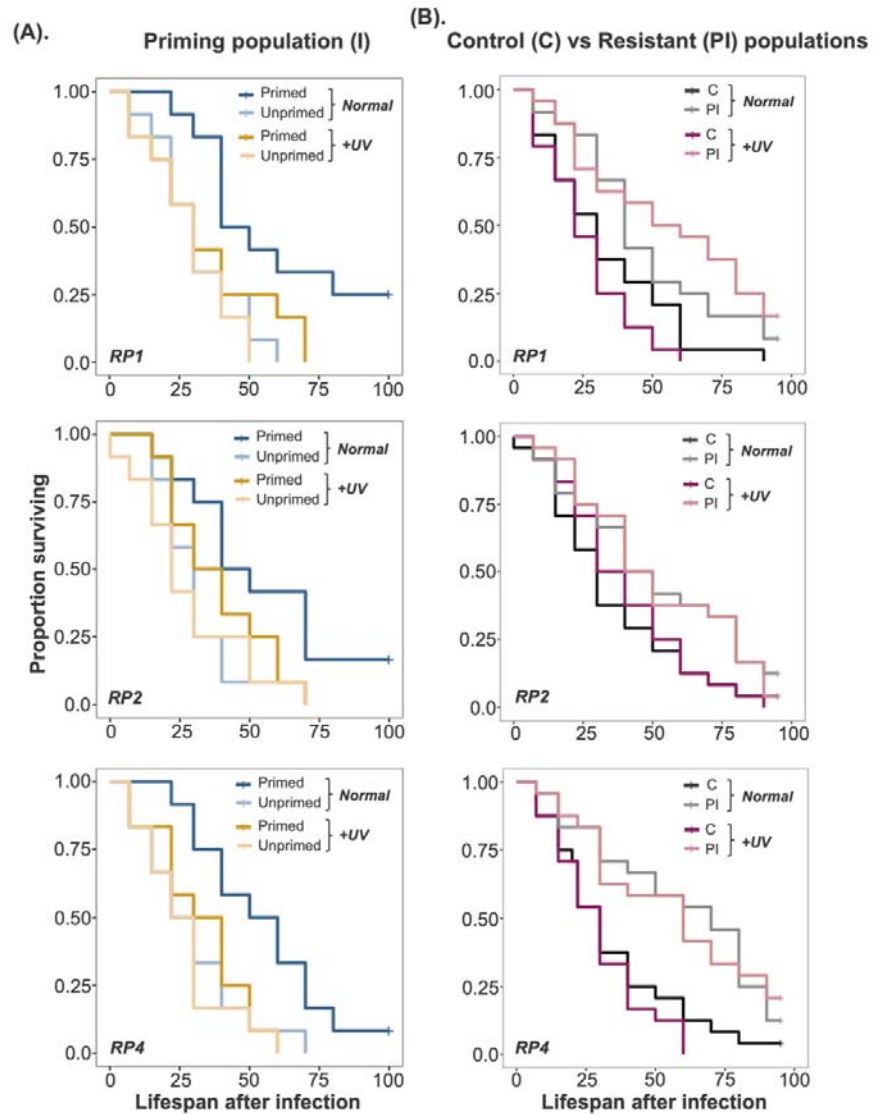 (A).
Priming population (I)
(B).
Control (C) vs Resistant (PI) populations
Proportion surviving
1.00
0.75
0.50
0.25
0.0
Primed
Unprimed
Normal
Primed
Unprimed
+UV
RP1
0 25 50 75 100
1.00
0.75
0.50
0.25
0.0
C
PI
Normal
C
PI
+UV
RP1
0 25 50 75 100
1.00
0.75
0.50
0.25
0.0
Primed
Unprimed
Normal
Primed
Unprimed
+UV
RP2
0 25 50 75 100
1.00
0.75
0.50
0.25
0.0
C
PI
Normal
C
PI
+UV
RP2
0 25 50 75 100
1.00
0.75
0.50
0.25
0.0
Primed
Unprimed
Normal
Primed
Unprimed
+UV
RP4
0 25 50 75 100
Lifespan after infection
1.00
0.75
0.50
0.25
0.0
C
PI
Normal
C
PI
+UV
RP4
0 25 50 75 100
Lifespan after infection